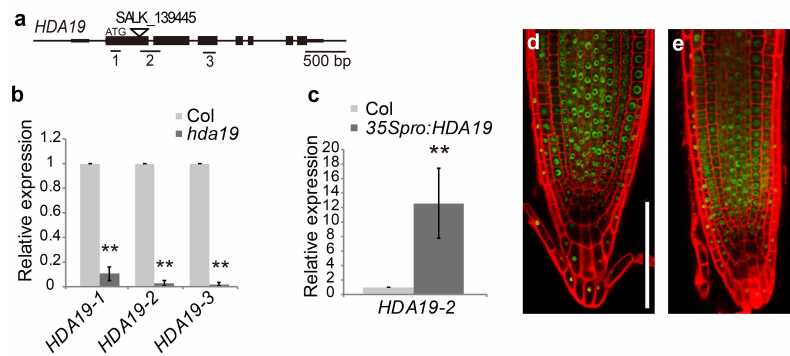 a
HDA19
SALK_139445
ATG
1 2 3
500 bp
b
Col
hda19
Relative expression
1.2
1
0.8
0.6
0.4
0.2
0
**
**
**
HDA19-1
HDA19-2
HDA19-3
c
Col
35Spro:HDA19
Relative expression
20
18
16
14
12
10
8
6
4
2
0
**
HDA19-2
d
e